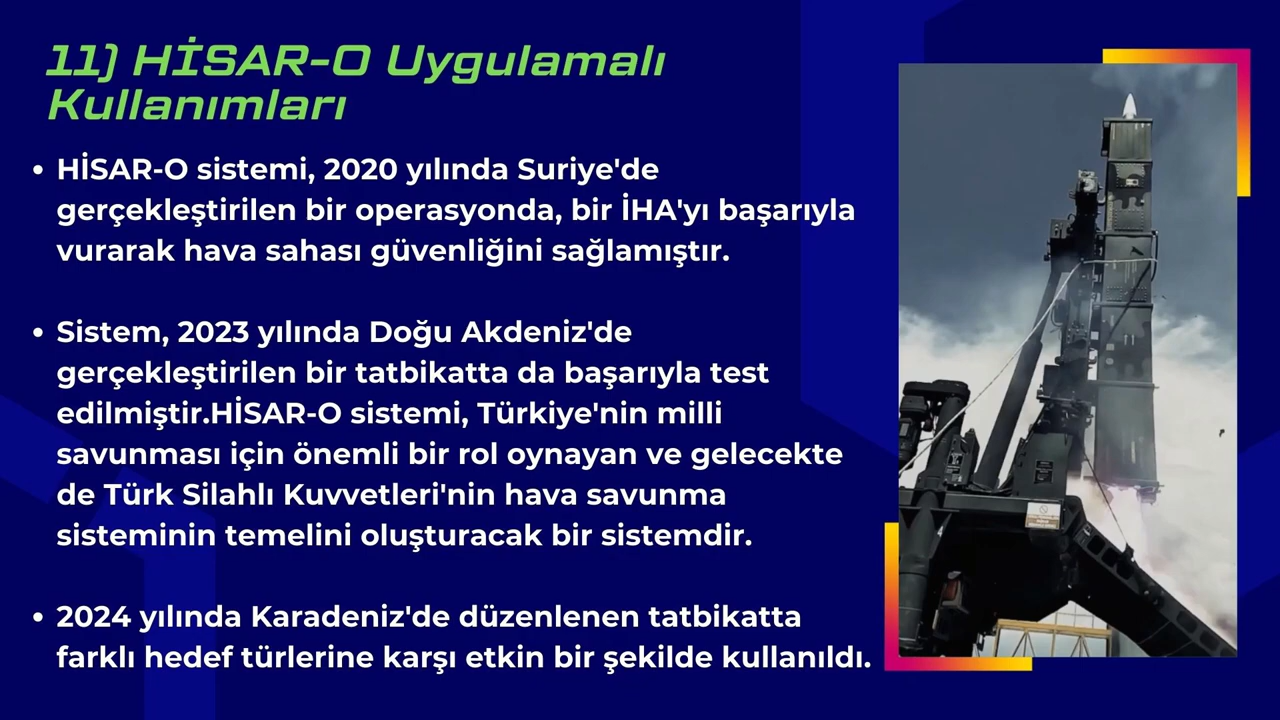 11) HİSAR-O Uygulamalı
Kullanımları
• HİSAR-O sistemi, 2020 yılında Suriye'de
gerçekleştirilen bir operasyonda, bir İHA'yı başarıyla
vurarak hava sahası güvenliğini sağlamıştır.
• Sistem, 2023 yılında Doğu Akdeniz'de
gerçekleştirilen bir tatbikatta da başarıyla test
edilmiştir.HİSAR-O sistemi, Türkiye'nin milli
savunması için önemli bir rol oynayan ve gelecekte
de Türk Silahlı Kuvvetleri'nin hava savunma
sisteminin temelini oluşturacak bir sistemdir.
• 2024 yılında Karadeniz'de düzenlenen tatbikatta
farklı hedef türlerine karşı etkin bir şekilde kullanıldı.